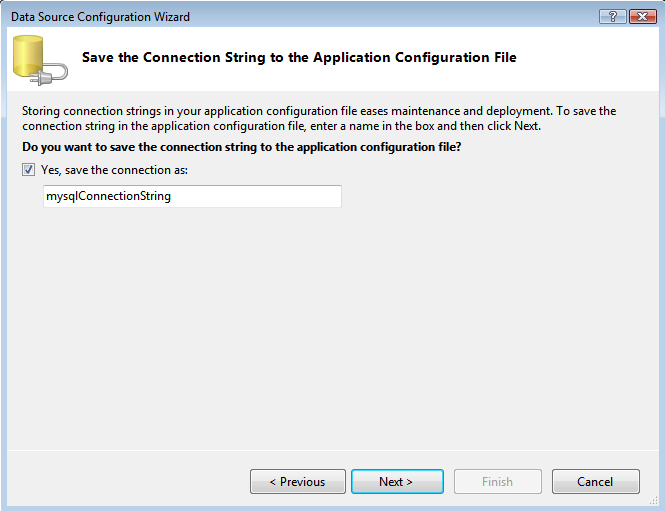 Data Source Configuration Wizard
?
Save the Connection String to the Application Configuration File
Storing connection strings in your application configuration file eases maintenance and deployment. To save the
connection string in the application configuration file, enter a name in the box and then click Next.
Do you want to save the connection string to the application configuration file?
Yes, save the connection as:
mysqlConnectionString
< Previous
Next >
Finish
Cancel